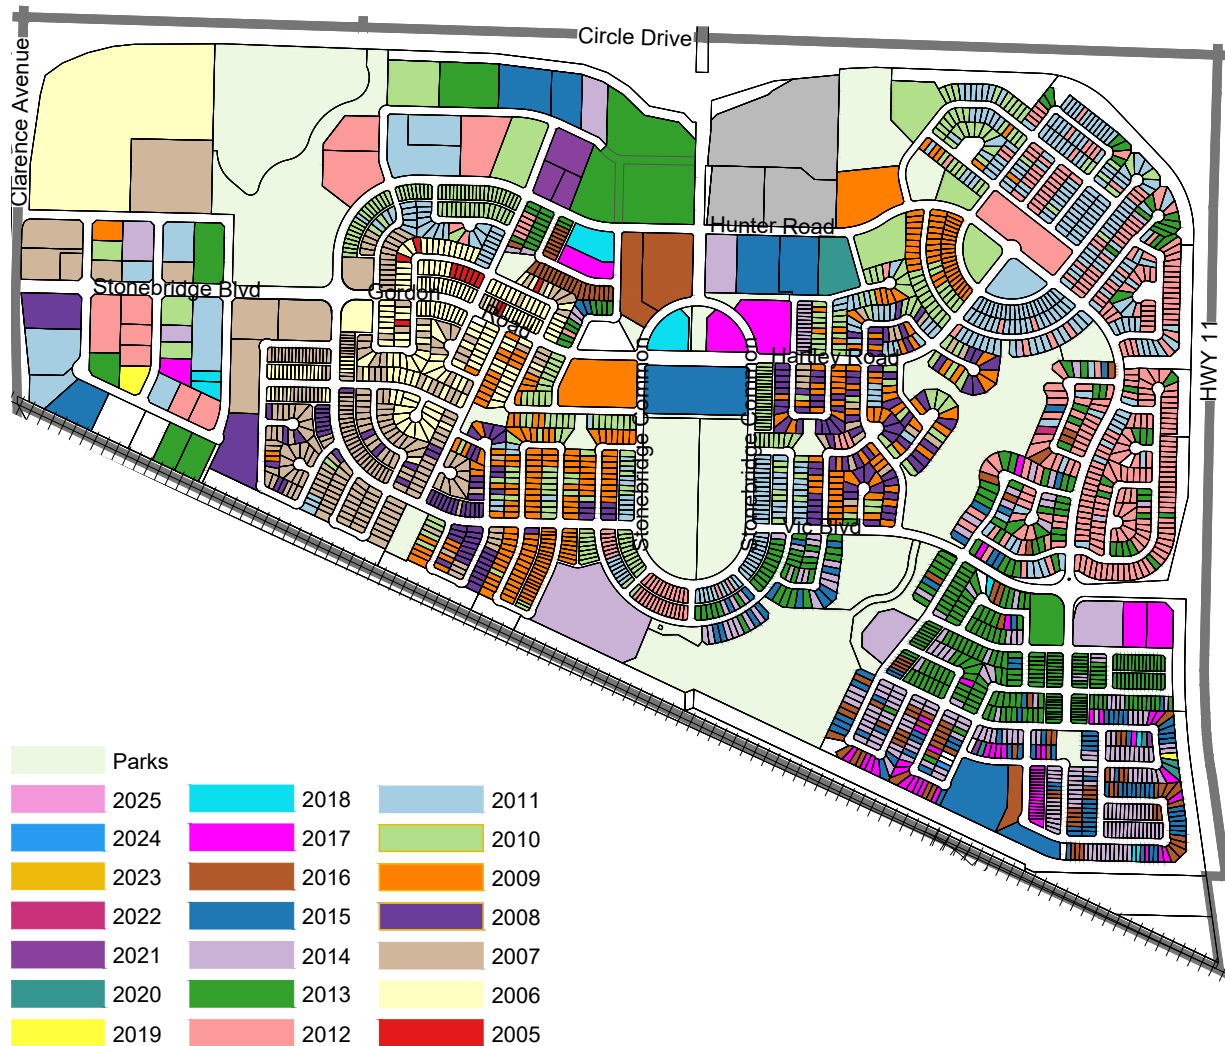 Circle Drive
Clarence Avenue
Hunter Road
Stonebridge Blvd
Gordon
Road
HWY 11
Hartley Road
Stonebridge Common
Stonebridge Common
Vic Blvd
Parks
2025
2024
2023
2022
2021
2020
2019
2018
2017
2016
2015
2014
2013
2012
2011
2010
2009
2008
2007
2006
2005